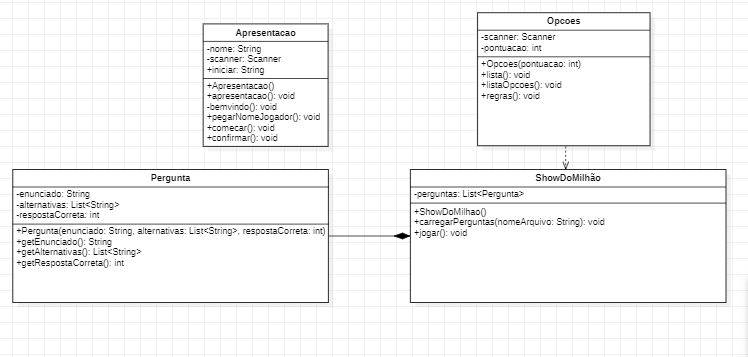 Apresentacao
-nome: String
-scanner: Scanner
+iniciar: String
+Apresentacao()
+apresentacao(): void
-bemvindo(): void
+pegarNomeJogador(): void
+comecar(): void
+confirmar(): void
Opcoes
-scanner: Scanner
-pontuacao: int
+Opcoes(pontuacao: int)
+lista(): void
+listaOpcoes(): void
+regras(): void
Pergunta
-enunciado: String
-alternativas: List<String>
-respostaCorreta: int
+Pergunta(enunciado: String, alternativas: List<String>, respostaCorreta: int)
+getEnunciado(): String
+getAlternativas(): List<String>
+getRespostaCorreta(): int
ShowDoMilhão
-perguntas: List<Pergunta>
+ShowDoMilhao()
+carregarPerguntas(nomeArquivo: String): void
+jogar(): void